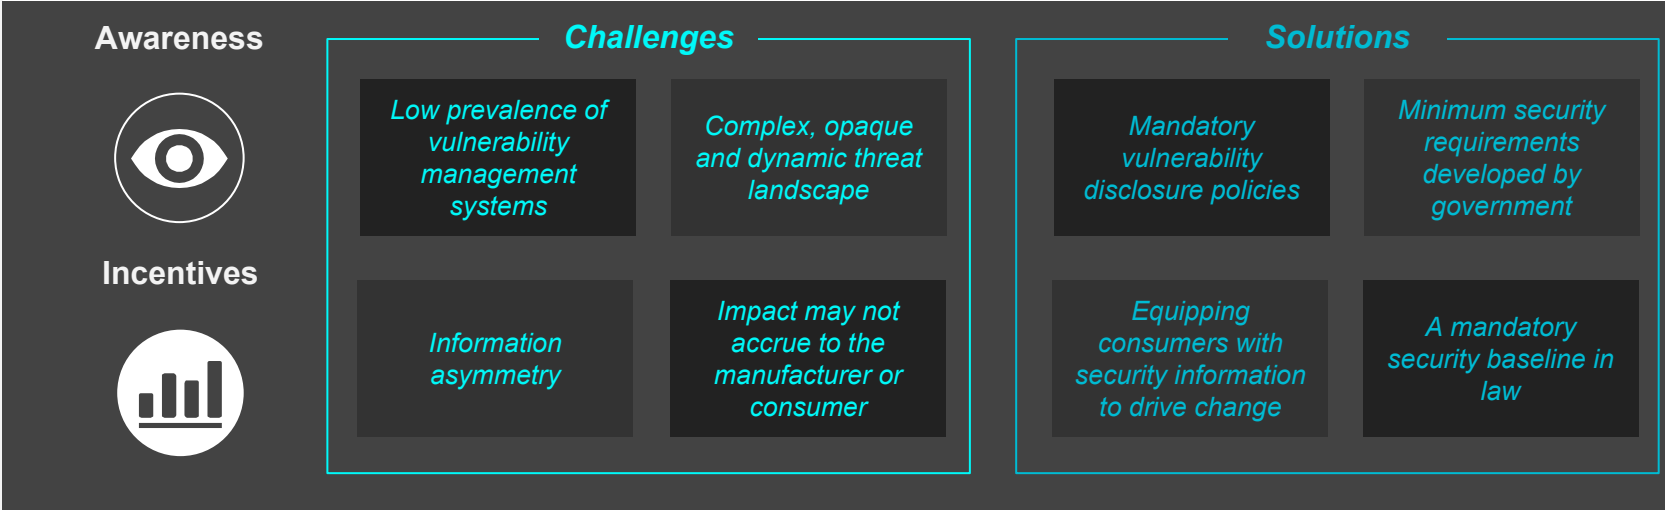 Awareness
Challenges
Solutions
Low prevalence of
vulnerability
management
systems
Complex, opaque
and dynamic threat
landscape
Mandatory
vulnerability
disclosure policies
Minimum security
requirements
developed by
government
Incentives
Information
asymmetry
Impact may not
accrue to the
manufacturer or
consumer
Equipping
consumers with
security information
to drive change
A mandatory
security baseline in
law